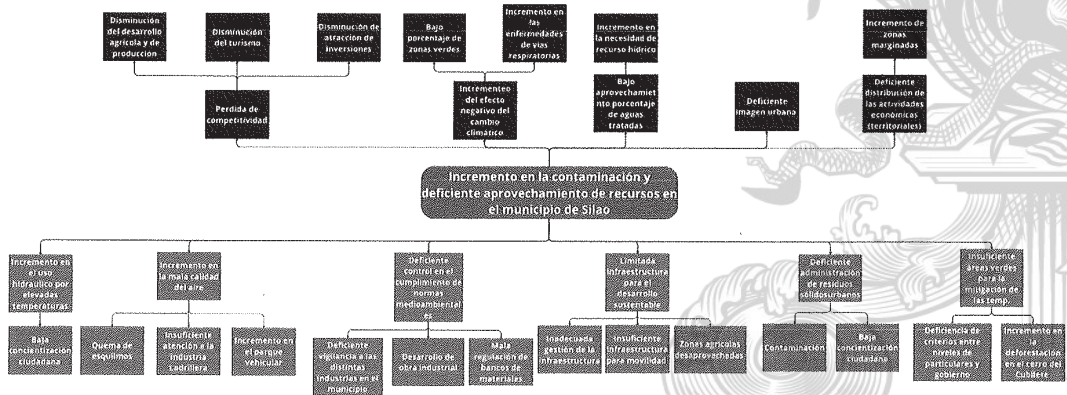 Disminución
del desarrollo
agrícola y de
producción
Disminución
del turismo
Disminución de
atracción de
inversiones
Bajo
porcentaje de
zonas verdes
Incremento en
las
enfermedades
de vías
respiratorias
Incremento en
la necesidad de
recurso hídrico
Incremento de
zonas
marginadas
Perdida de
competitividad
Incrementeo
del efecto
negativo del
cambio
climático
Bajo
aprovechamient
nto porcentaje
de aguas
tratadas
Deficiente
imagen urbana
Deficiente
distribución de
las actividades
económicas
(territoriales)
Incremento en la contaminación y
deficiente aprovechamiento de recursos en
el municipio de Silao
Incremento en
el uso
hidraúlico por
elevadas
temperaturas.
Incremento en
la mala calidad
del aire
Deficiente
control en el
cumplimiento de
normas
medioambiental
es
Limitada
infraestructura
para el
desarrollo
sustentable
Deficiente
administración
de residuos
sólidosurbanos
Insuficiente
áreas verdes
para la
mitigación de
las temp.
Baja
concientización
ciudadana
Quema de
esquilmos
Insuficiente
atención a la
industria
Ladrillera
Incremento en
el parque
vehicular
Deficiente
vigilancia a las
distintas
industrias en el
municipio
Desarrollo de
obra industrial
Mala
regulación de
bancos de
materiales
Inadecuada
gestión de la
infraestructura
Insuficiente
infraestructura
para movilidad
Zonas agrícolas
desaprovechadas
Contaminación
Baja
concientización
ciudadana
Deficiencia de
criterios entre
niveles de
particulares y
gobierno
Incremento en
la
deforestación
en el cerro del
Cubilete